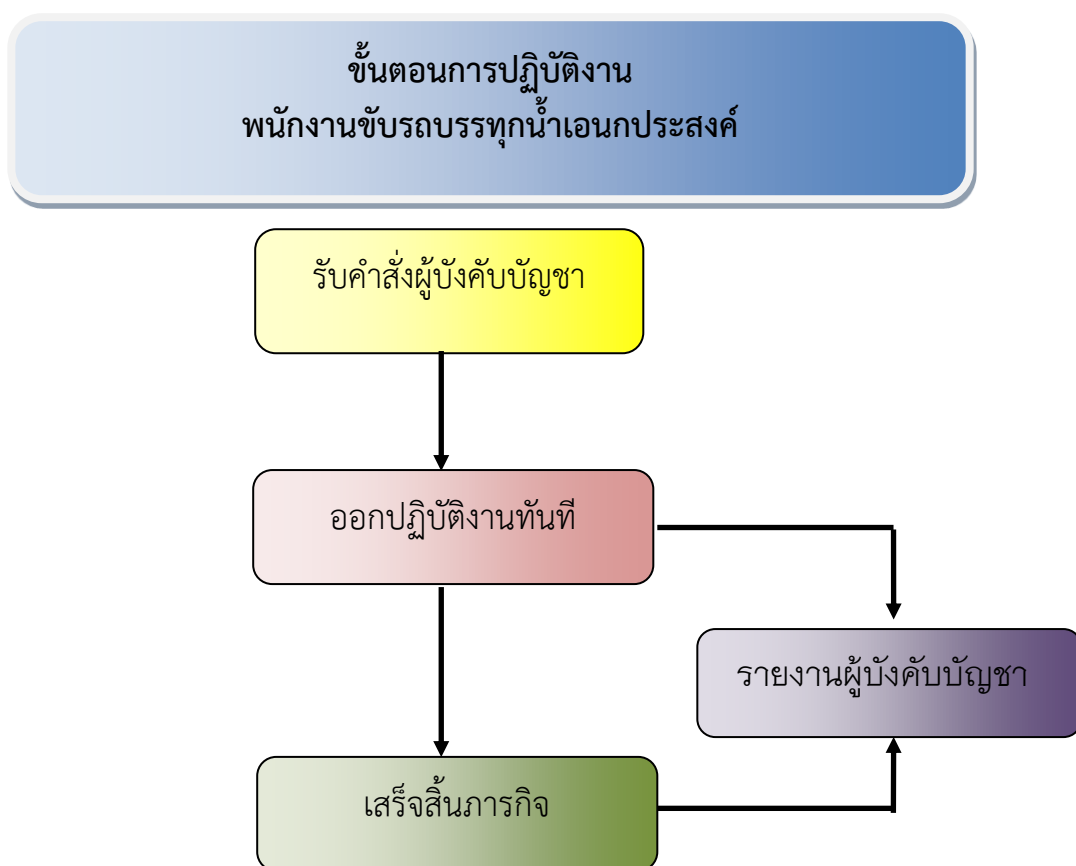 ขั้นตอนการปฏิบัติงาน
พนักงานขับรถบรรทุกน้ำเอนกประสงค์
รับคำสั่งผู้บังคับบัญชา
ออกปฏิบัติงานทันที
รายงานผู้บังคับบัญชา
เสร็จสิ้นภารกิจ